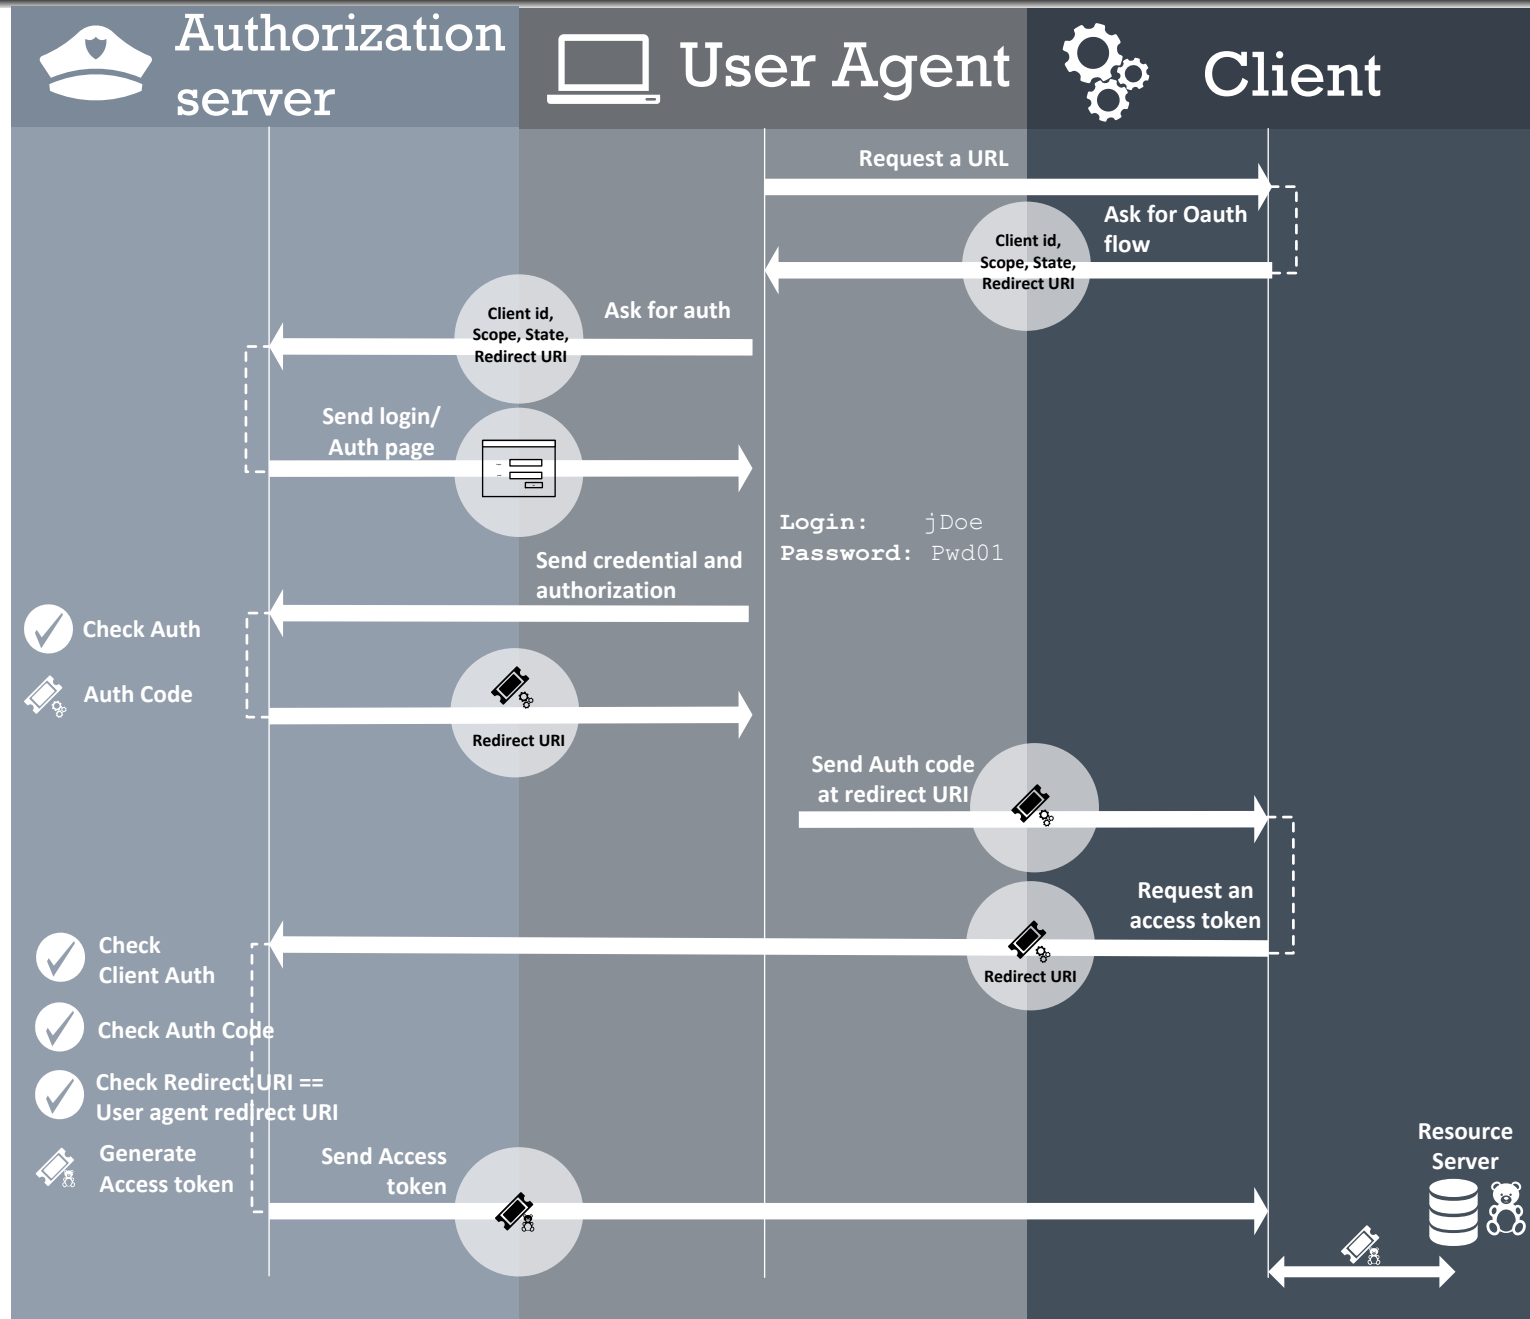 Authorization
server
User Agent
Client
Request a URL
Ask for Oauth
flow
Client id,
Scope, State,
Redirect URI
Ask for auth
Client id,
Scope, State,
Redirect URI
Send login/
Auth page
Login: jDoe
Password: Pwd01
Send credential and
authorization
Check Auth
Auth Code
Redirect URI
Send Auth code
at redirect URI
Request an
access token
Redirect URI
Check
Client Auth
Check Auth Code
Check Redirect URI ==
User agent redirect URI
Generate
Access token
Send Access
token
Resource
Server